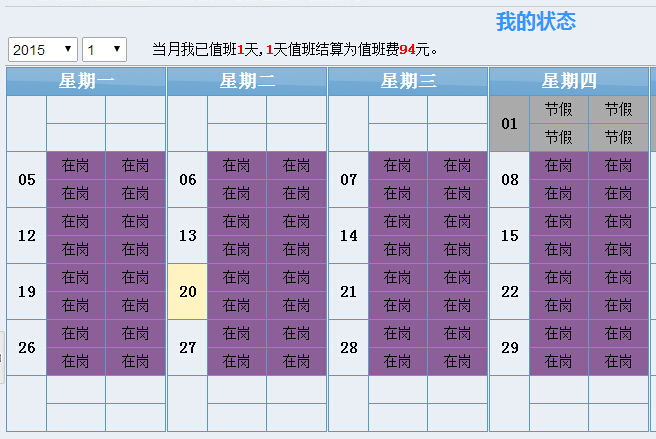 我的状态
2015 1 当月我已值班1天,1天值班结算为值班费94元。
星期一 星期二 星期三 星期四
01 节假 节假
节假 节假
05 在岗 在岗 06 在岗 在岗 07 在岗 在岗 08 在岗 在岗
在岗 在岗 在岗 在岗 在岗 在岗 在岗 在岗
12 在岗 在岗 13 在岗 在岗 14 在岗 在岗 15 在岗 在岗
在岗 在岗 在岗 在岗 在岗 在岗 在岗 在岗
19 在岗 在岗 20 在岗 在岗 21 在岗 在岗 22 在岗 在岗
在岗 在岗 在岗 在岗 在岗 在岗 在岗 在岗
26 在岗 在岗 27 在岗 在岗 28 在岗 在岗 29 在岗 在岗
在岗 在岗 在岗 在岗 在岗 在岗 在岗 在岗